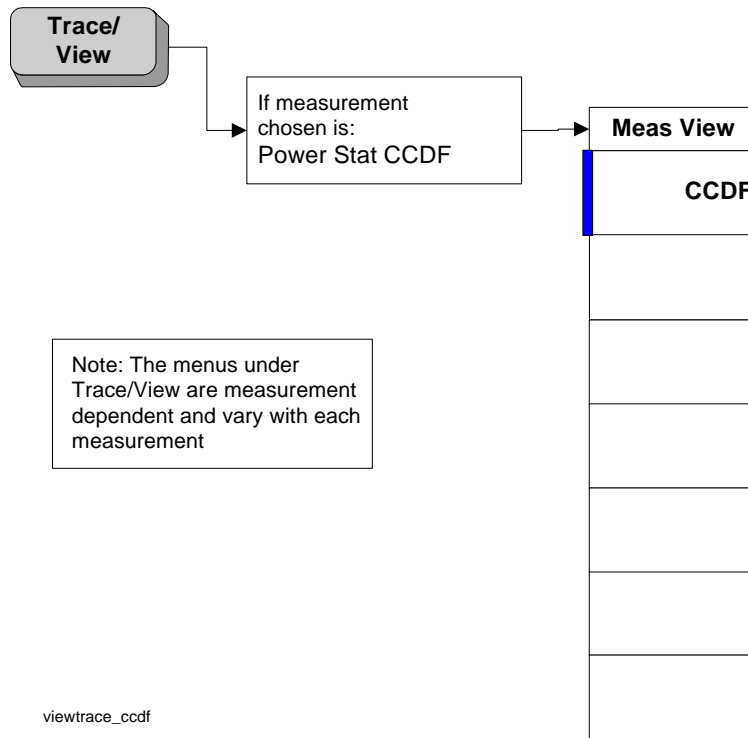 Trace/
View
If measurement
chosen is:
Power Stat CCDF
Meas View
CCDF
Note: The menus under
Trace/View are measurement
dependent and vary with each
measurement
viewtrace_ccdf